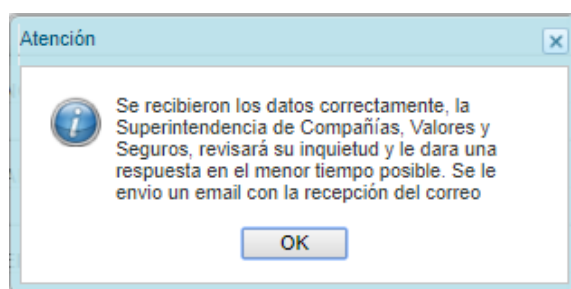 Atención
Se recibieron los datos correctamente, la
Superintendencia de Compañías, Valores y
Seguros, revisará su inquietud y le dara una
respuesta en el menor tiempo posible. Se le
envio un email con la recepción del correo
OK